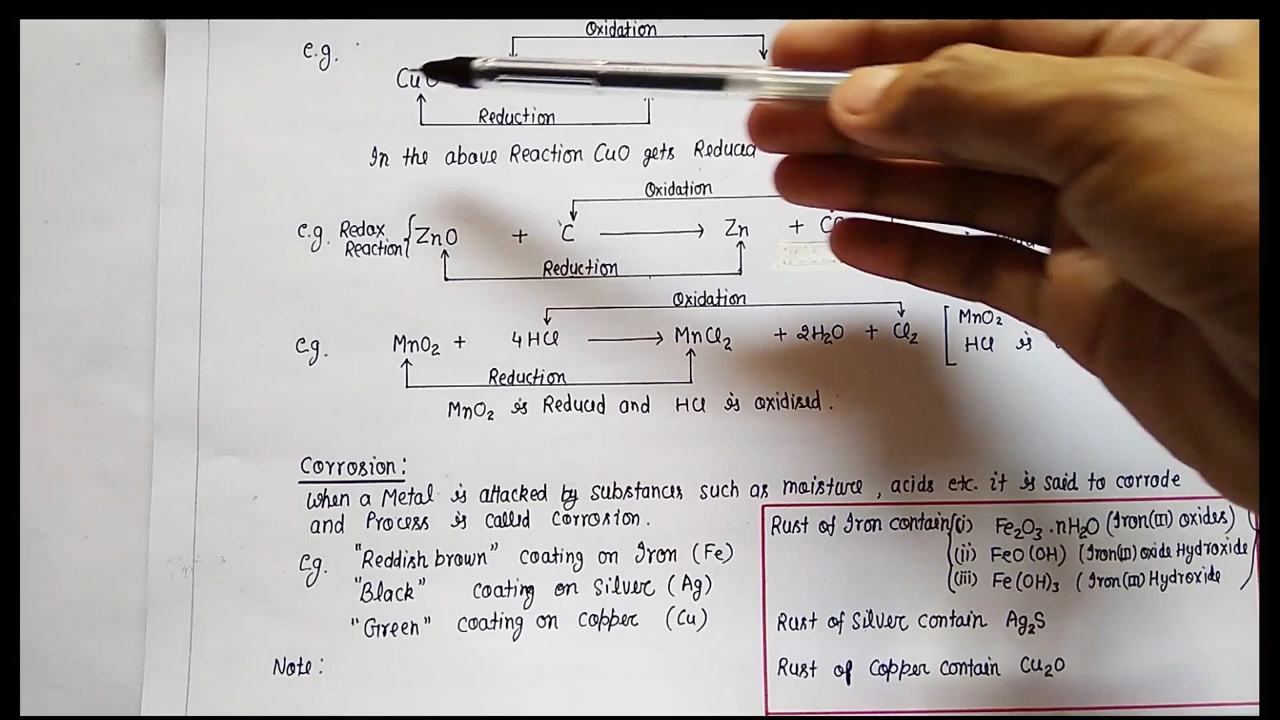 Oxidation
e.g.
CuO
Reduction
In the above Reaction CuO gets Reduced
Oxidation
e.g. Redox Reaction { ZnO + C ⟶ Zn +
Reduction
Oxidation
e.g. MnO₂ + 4HCl ⟶ MnCl₂ + 2H₂O + Cl₂ [ MnO₂
HCl is
Reduction
MnO₂ is Reduced and HCl is oxidised.
Corrosion:
When a Metal is attacked by substances such as moisture, acids etc. it is said to corrode
and Process is called Corrosion.
Eg. "Reddish brown" coating on Iron (Fe)
"Black" coating on Silver (Ag)
"Green" coating on Copper (Cu)
Note:
Rust of Iron contain (i) Fe₂O₃.nH₂O (Iron(III) oxides)
(ii) FeO(OH) (Iron(III) oxide Hydroxide
(iii) Fe(OH)₃ (Iron(III) Hydroxide
Rust of Silver contain Ag₂S
Rust of Copper contain Cu₂O